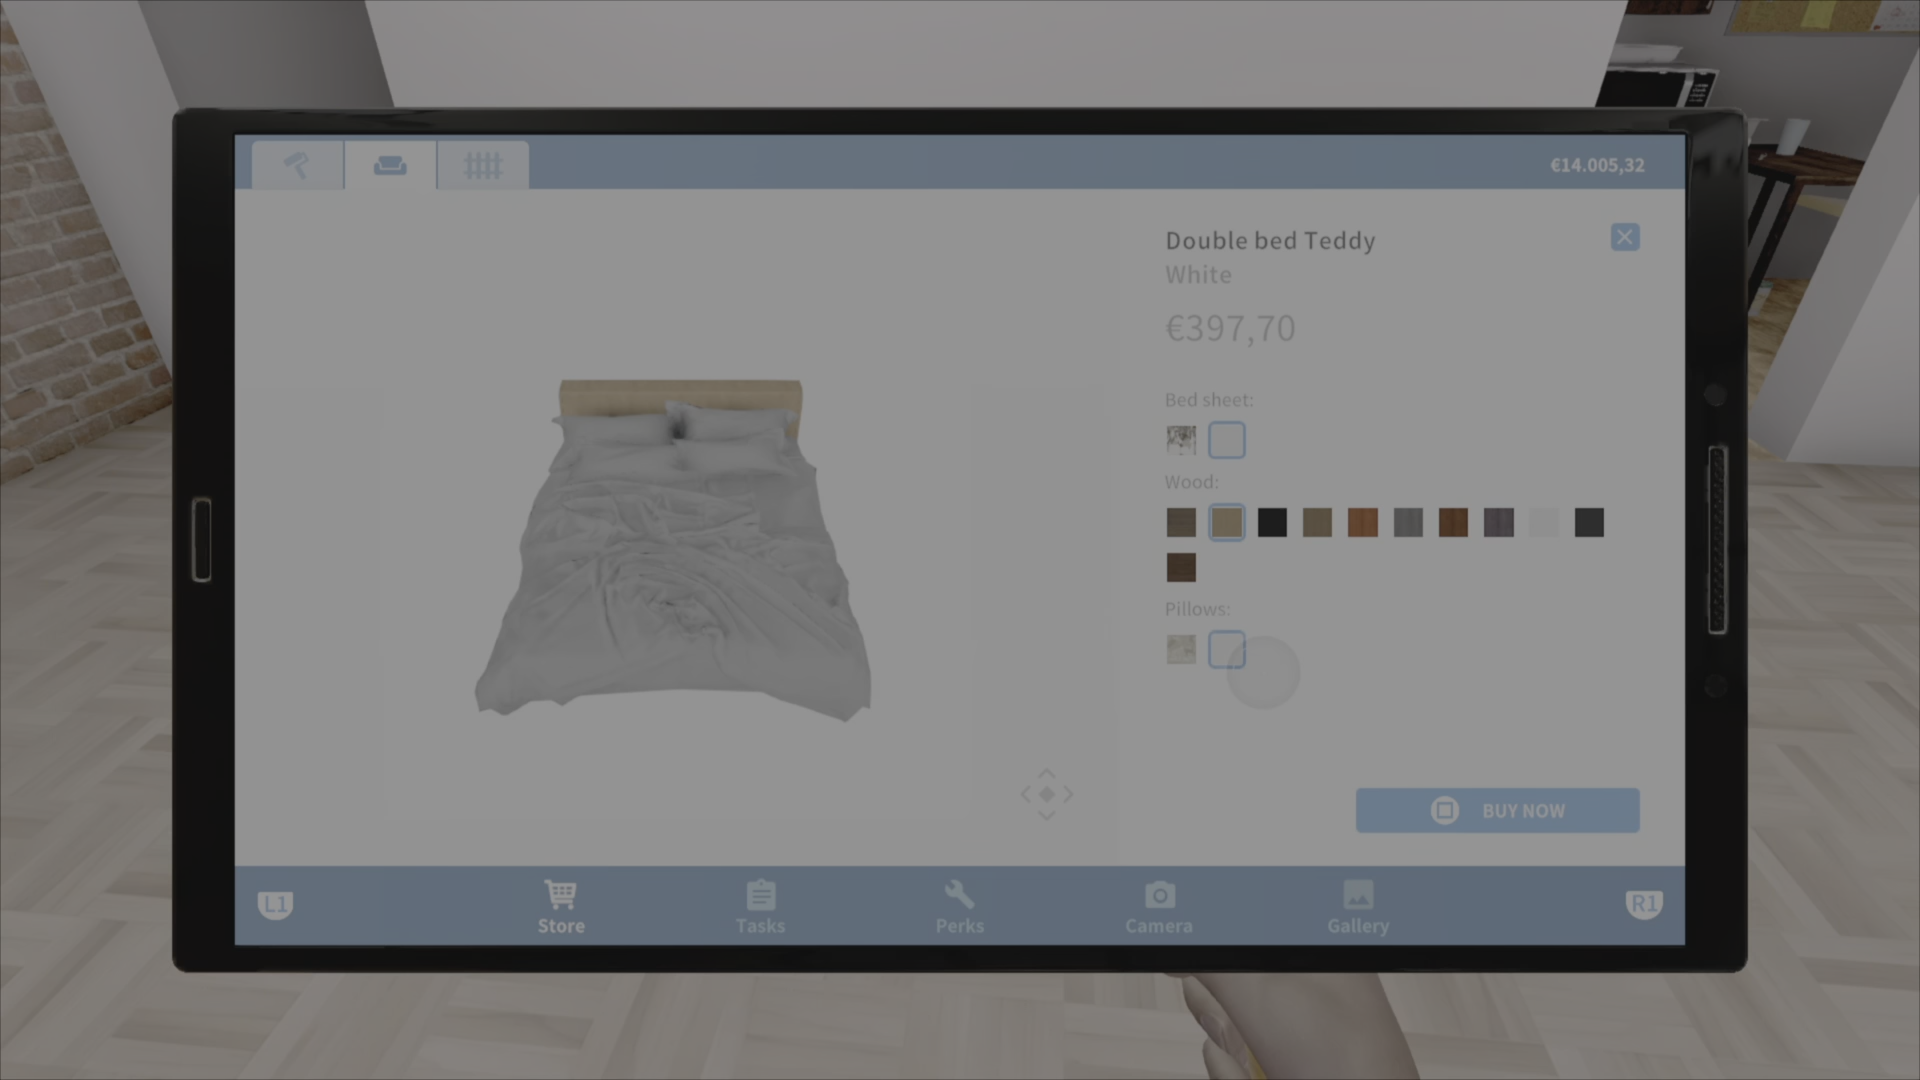 €14.005,32
Double bed Teddy
White
€397,70
Bed sheet:
Wood:
Pillows:
BUY NOW
L1
Store
Tasks
Perks
Camera
Gallery
R1